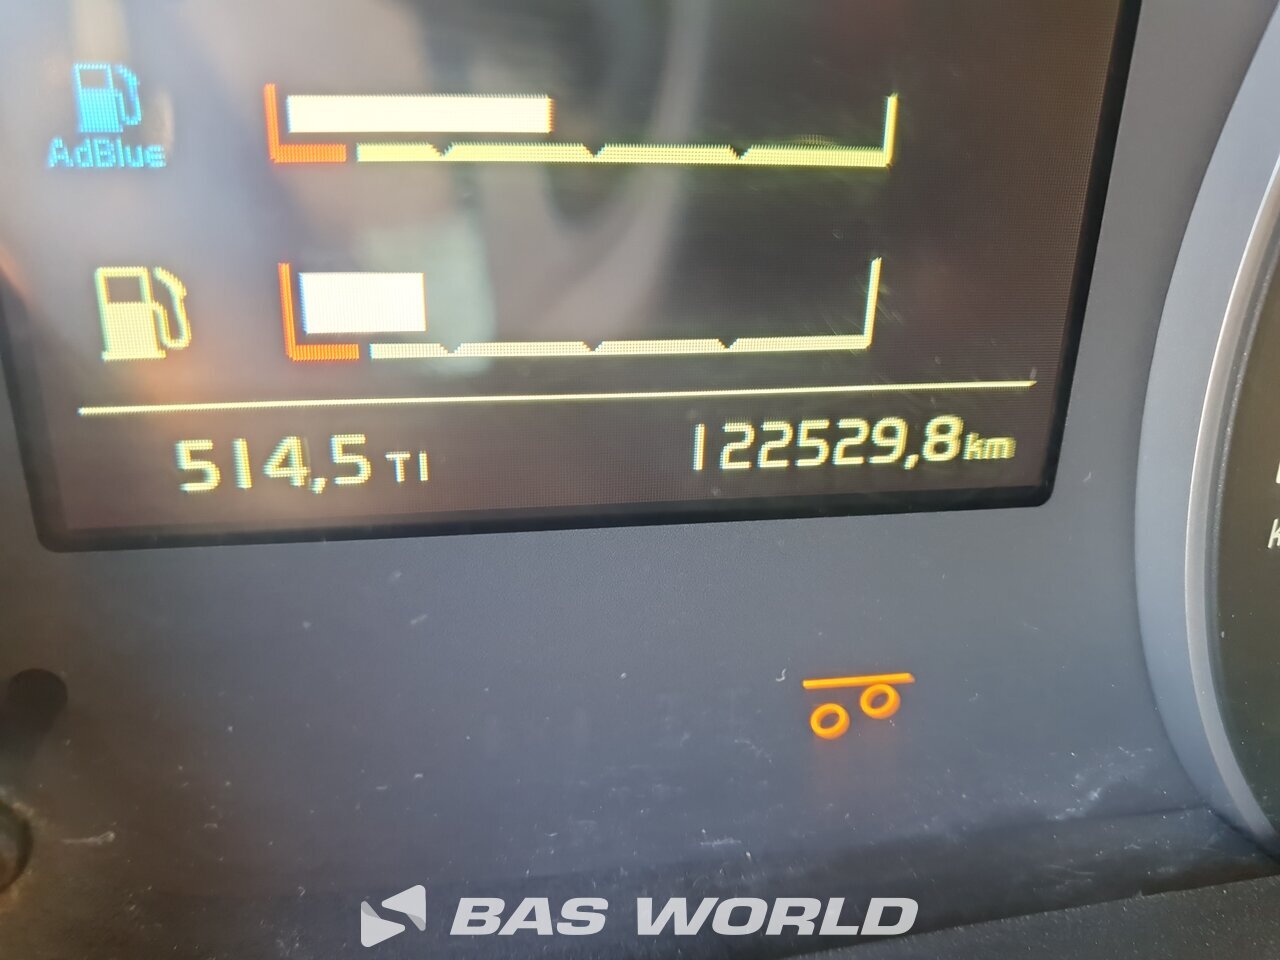 AdBlue
514,5 TI 122529,8 km
BAS WORLD